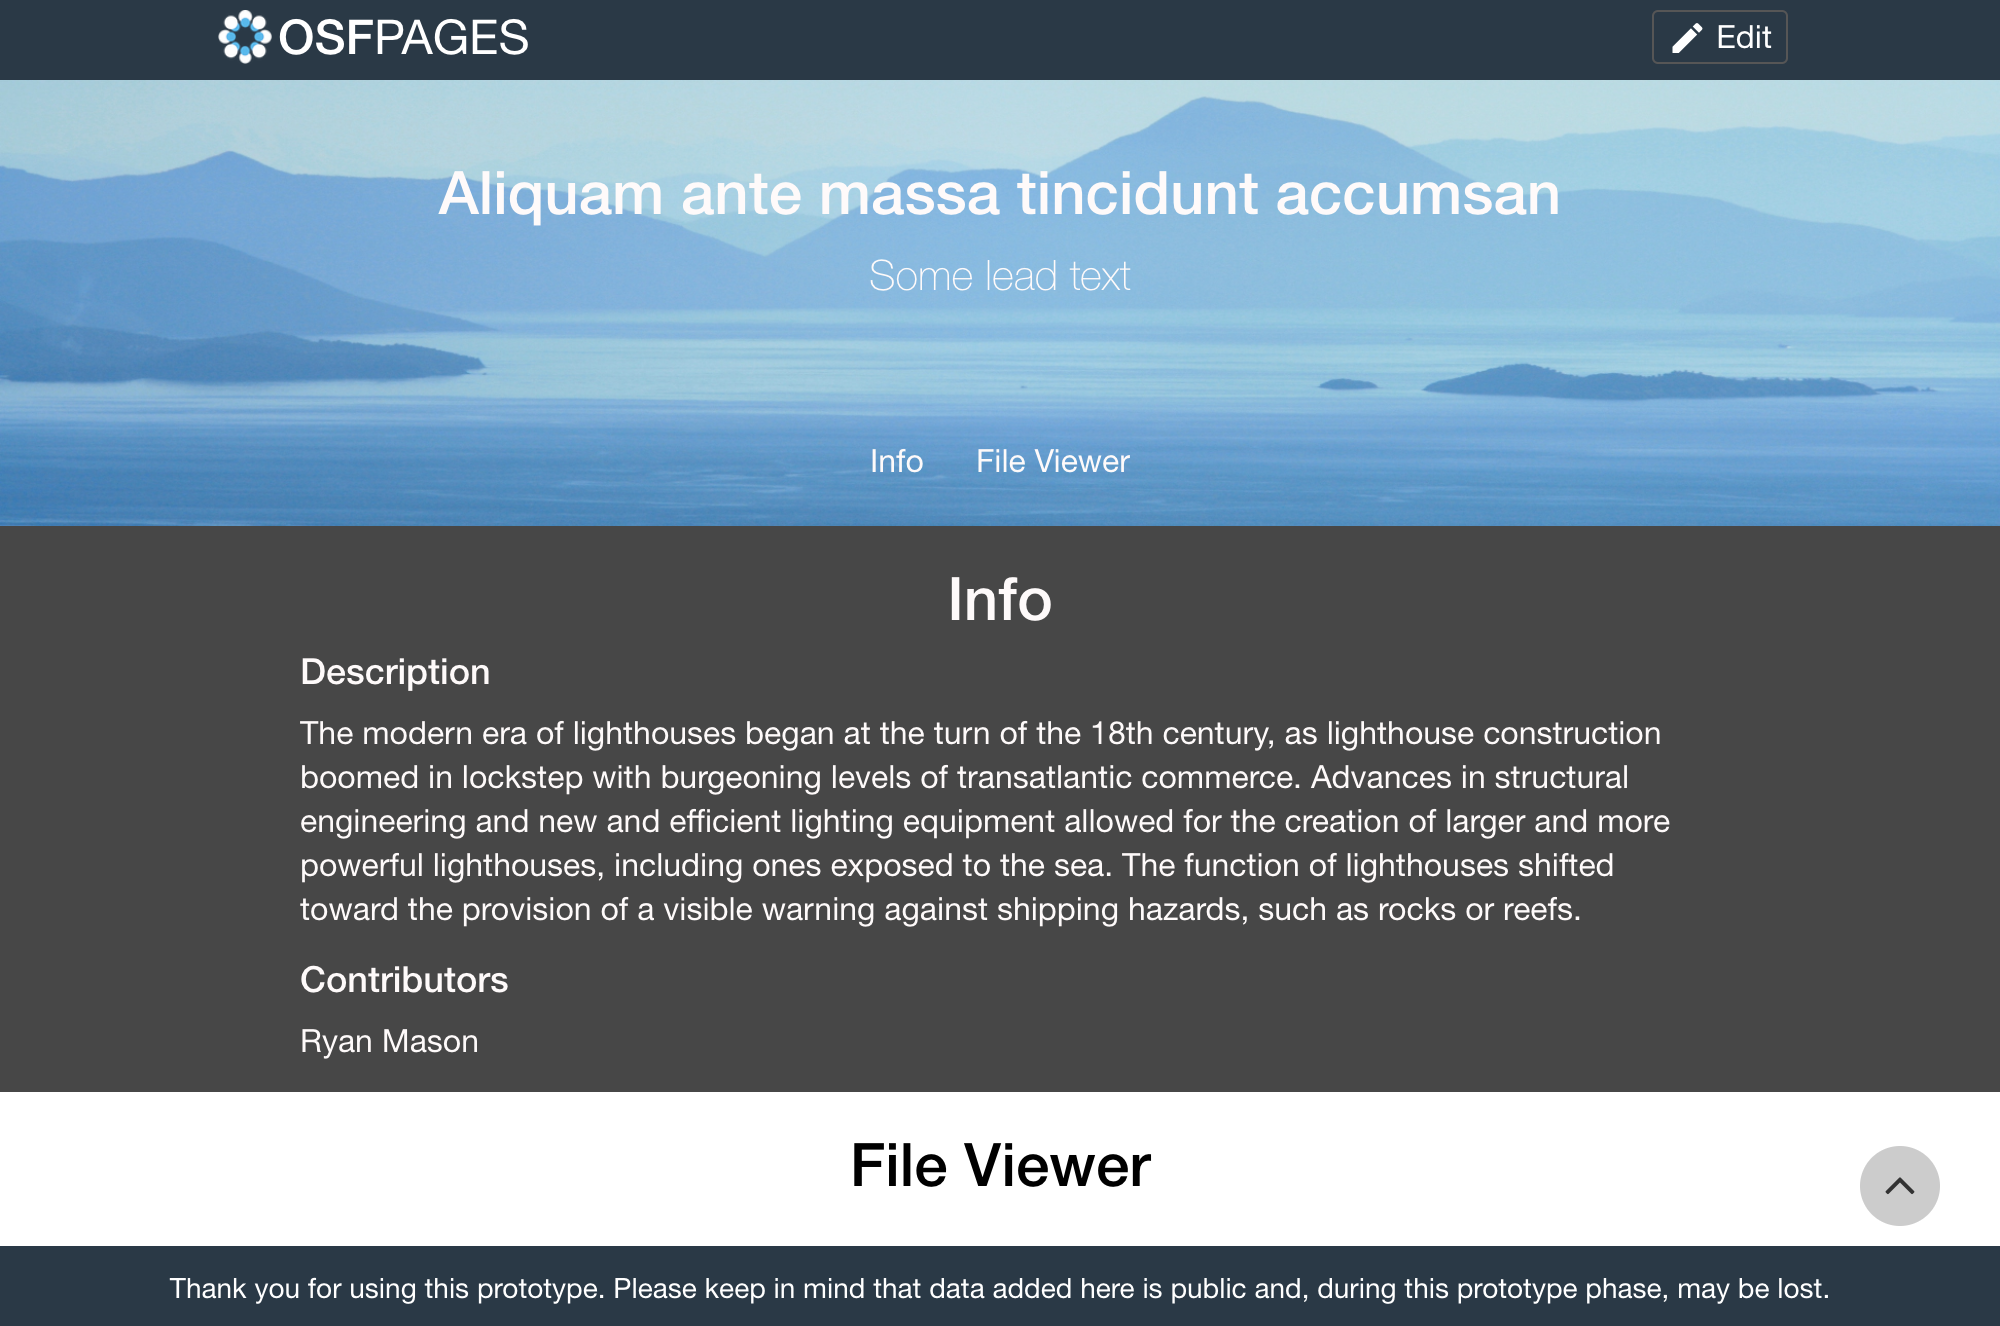 OSFPAGES
Edit
Aliquam ante massa tincidunt accumsan
Some lead text
Info File Viewer
Info
Description
The modern era of lighthouses began at the turn of the 18th century, as lighthouse construction
boomed in lockstep with burgeoning levels of transatlantic commerce. Advances in structural
engineering and new and efficient lighting equipment allowed for the creation of larger and more
powerful lighthouses, including ones exposed to the sea. The function of lighthouses shifted
toward the provision of a visible warning against shipping hazards, such as rocks or reefs.
Contributors
Ryan Mason
File Viewer
Thank you for using this prototype. Please keep in mind that data added here is public and, during this prototype phase, may be lost.